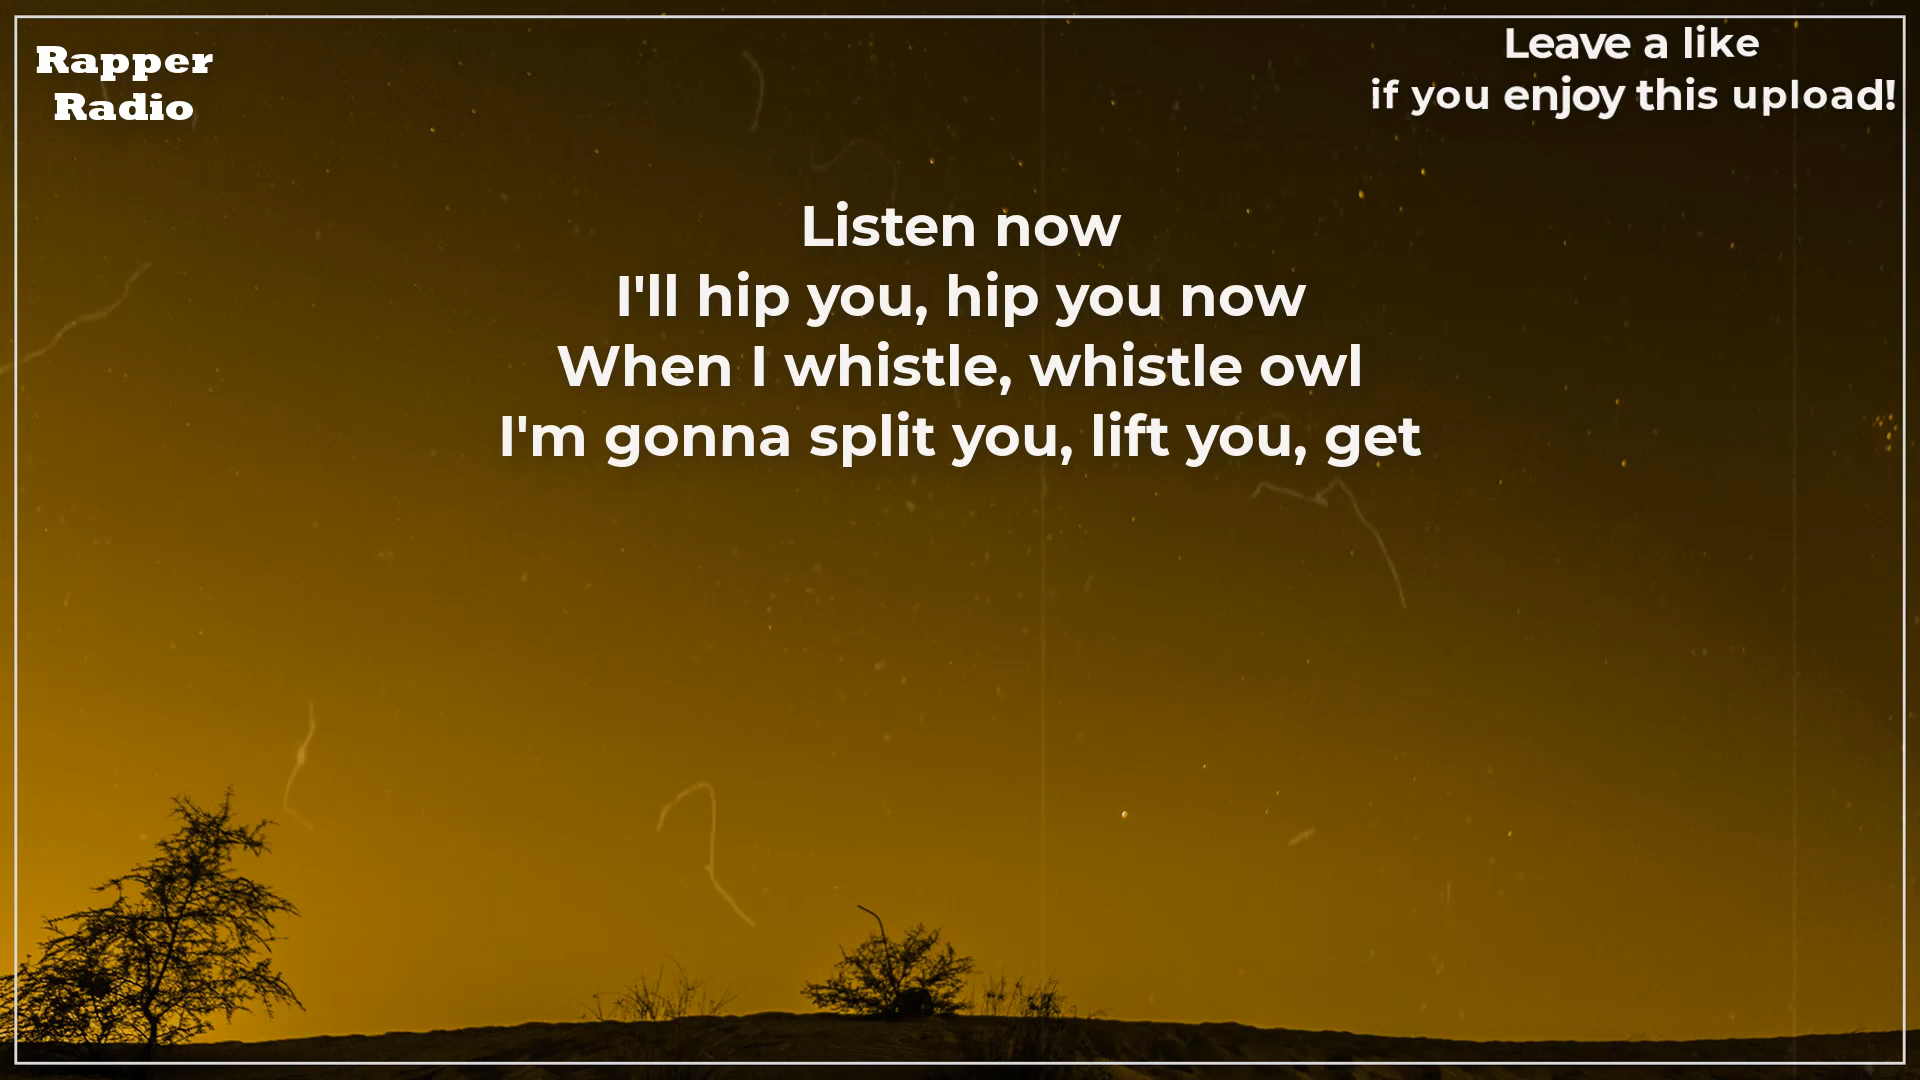 Rapper
Radio
Leave a like
if you enjoy this upload!
Listen now
I'll hip you, hip you now
When I whistle, whistle owl
I'm gonna split you, lift you, get